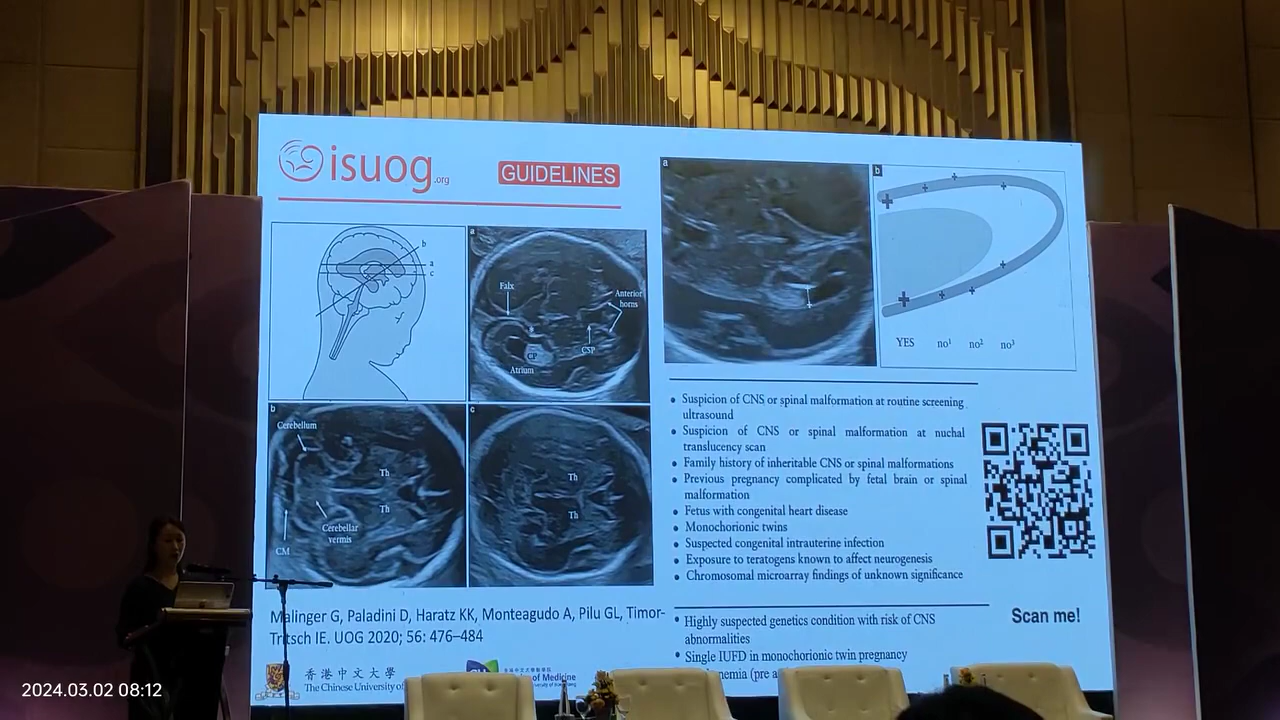 isuog.org
GUIDELINES
b
a
c
a
Falx
Anterior
horns
*
CP
CSP
Atrium
b
Cerebellum
Th
Th
Cerebellar
vermis
CM
c
Th
Th
Malinger G, Paladini D, Haratz KK, Monteagudo A, Pilu GL, Timor-
Tritsch IE. UOG 2020; 56: 476–484
香港中文大學
The Chinese University of
of Medicine
a
b
YES no¹ no² no³
• Suspicion of CNS or spinal malformation at routine screening
ultrasound
• Suspicion of CNS or spinal malformation at nuchal
translucency scan
• Family history of inheritable CNS or spinal malformations
• Previous pregnancy complicated by fetal brain or spinal
malformation
• Fetus with congenital heart disease
• Monochorionic twins
• Suspected congenital intrauterine infection
• Exposure to teratogens known to affect neurogenesis
• Chromosomal microarray findings of unknown significance
• Highly suspected genetics condition with risk of CNS
abnormalities
• Single IUFD in monochorionic twin pregnancy
Scan me!
2024.03.02 08:12